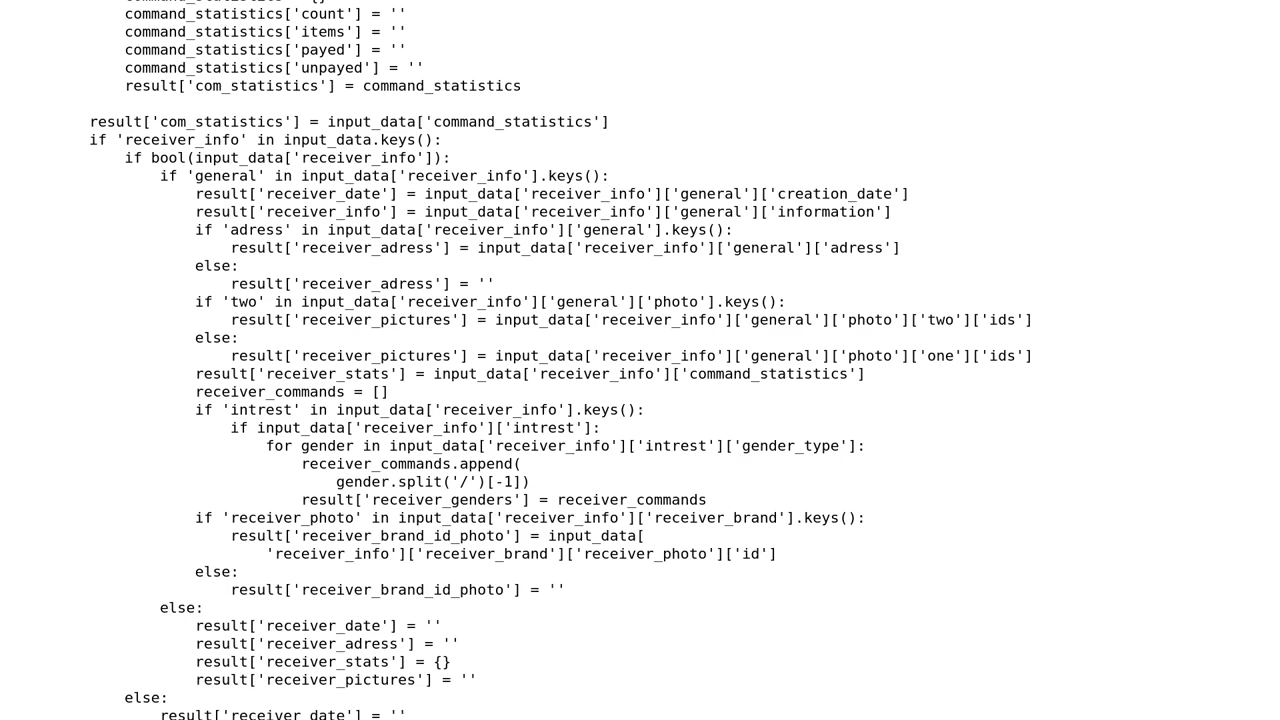 command_statistics['count'] = ''
command_statistics['items'] = ''
command_statistics['payed'] = ''
command_statistics['unpayed'] = ''
result['com_statistics'] = command_statistics
result['com_statistics'] = input_data['command_statistics']
if 'receiver_info' in input_data.keys():
if bool(input_data['receiver_info']):
if 'general' in input_data['receiver_info'].keys():
result['receiver_date'] = input_data['receiver_info']['general']['creation_date']
result['receiver_info'] = input_data['receiver_info']['general']['information']
if 'adress' in input_data['receiver_info']['general'].keys():
result['receiver_adress'] = input_data['receiver_info']['general']['adress']
else:
result['receiver_adress'] = ''
if 'two' in input_data['receiver_info']['general']['photo'].keys():
result['receiver_pictures'] = input_data['receiver_info']['general']['photo']['two']['ids']
else:
result['receiver_pictures'] = input_data['receiver_info']['general']['photo']['one']['ids']
result['receiver_stats'] = input_data['receiver_info']['command_statistics']
receiver_commands = []
if 'intrest' in input_data['receiver_info'].keys():
if input_data['receiver_info']['intrest']:
for gender in input_data['receiver_info']['intrest']['gender_type']:
receiver_commands.append(
gender.split('/')[-1])
result['receiver_genders'] = receiver_commands
if 'receiver_photo' in input_data['receiver_info']['receiver_brand'].keys():
result['receiver_brand_id_photo'] = input_data[
'receiver_info']['receiver_brand']['receiver_photo']['id']
else:
result['receiver_brand_id_photo'] = ''
else:
result['receiver_date'] = ''
result['receiver_adress'] = ''
result['receiver_stats'] = {}
result['receiver_pictures'] = ''
else:
result['receiver_date'] = ''